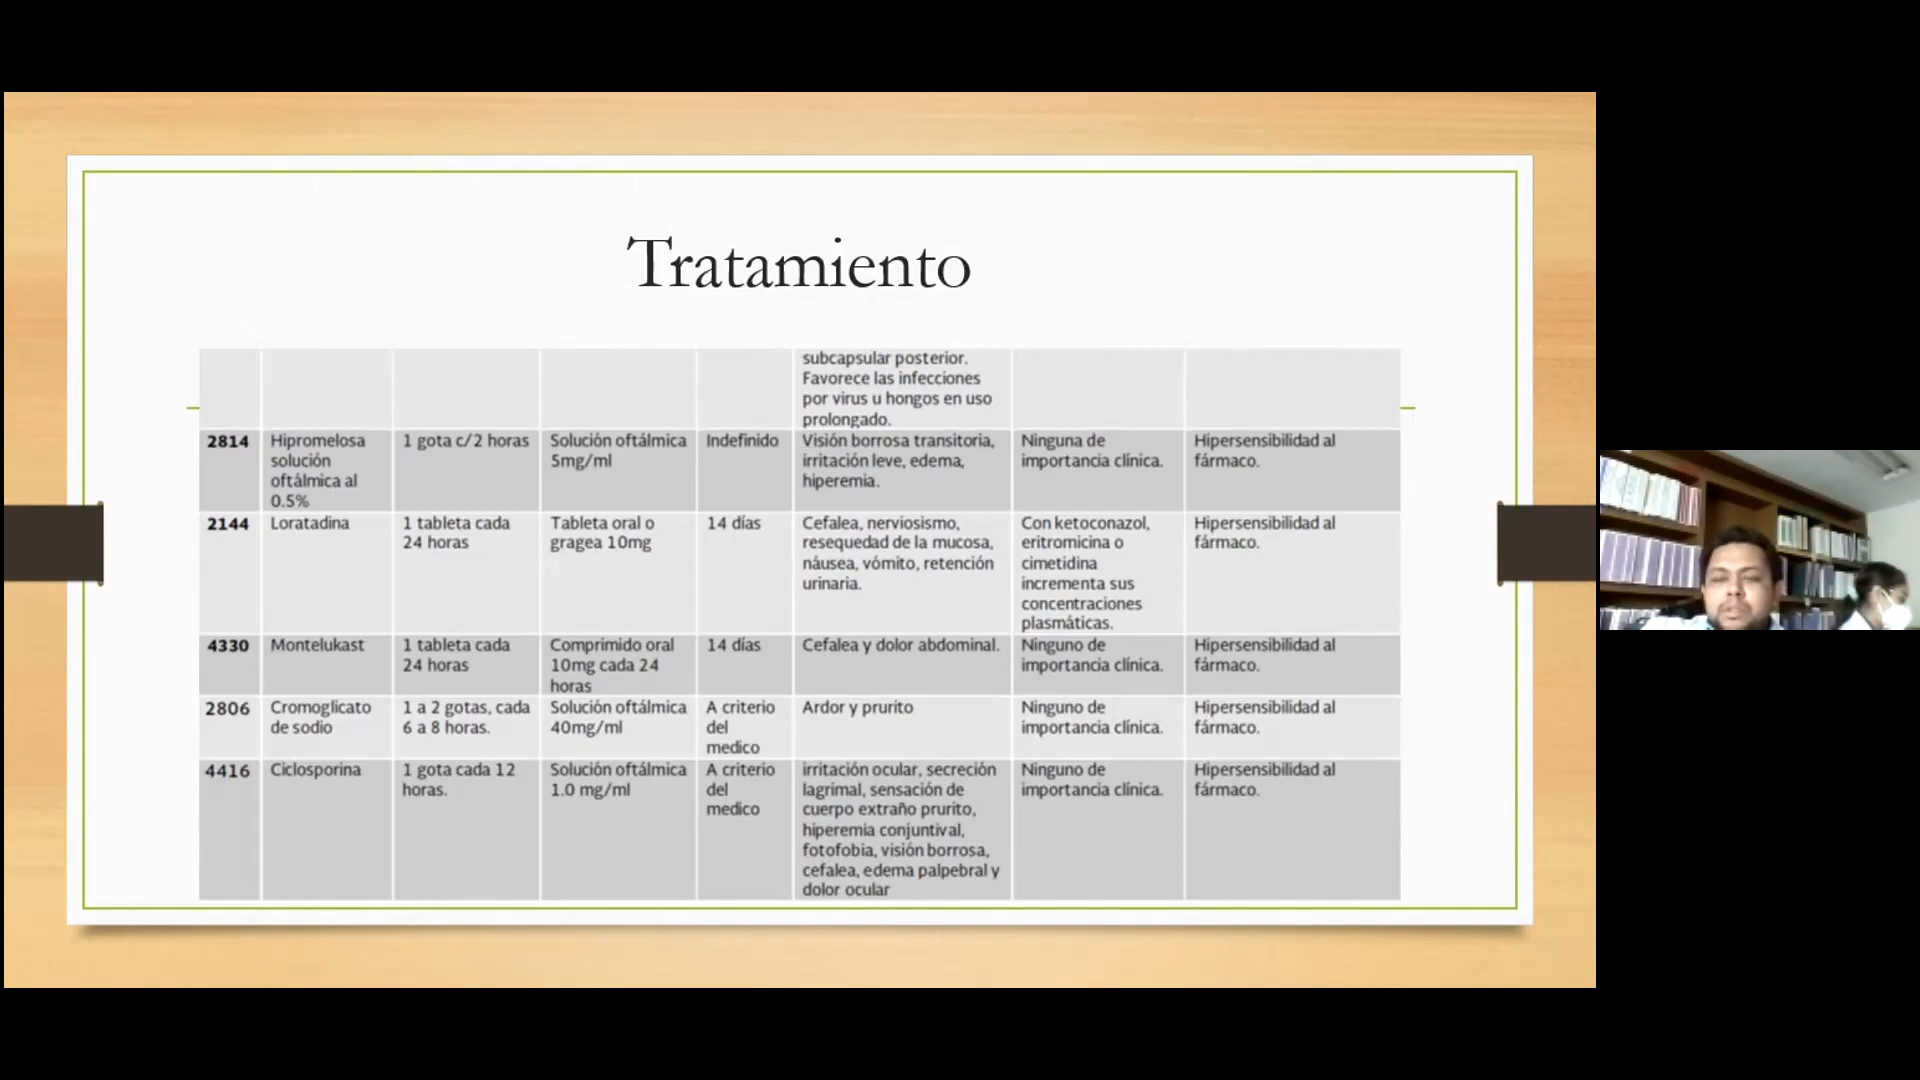 Tratamiento
subcapsular posterior.
Favorece las infecciones
por virus u hongos en uso
prolongado.
2814
Hipromelosa
solución
oftálmica al
0.5%
1 gota c/2 horas
Solución oftálmica
5mg/ml
Indefinido
Visión borrosa transitoria,
irritación leve, edema,
hiperemia.
Ninguna de
importancia clínica.
Hipersensibilidad al
fármaco.
2144
Loratadina
1 tableta cada
24 horas
Tableta oral o
gragea 10mg
14 días
Cefalea, nerviosismo,
resequedad de la mucosa,
náusea, vómito, retención
urinaria.
Con ketoconazol,
eritromicina o
cimetidina
incrementa sus
concentraciones
plasmáticas.
Hipersensibilidad al
fármaco.
4330
Montelukast
1 tableta cada
24 horas
Comprimido oral
10mg cada 24
horas
14 días
Cefalea y dolor abdominal.
Ninguno de
importancia clínica.
Hipersensibilidad al
fármaco.
2806
Cromoglicato
de sodio
1 a 2 gotas, cada
6 a 8 horas.
Solución oftálmica
40mg/ml
A criterio
del
medico
Ardor y prurito
Ninguno de
importancia clínica.
Hipersensibilidad al
fármaco.
4416
Ciclosporina
1 gota cada 12
horas.
Solución oftálmica
1.0 mg/ml
A criterio
del
medico
irritación ocular, secreción
lagrimal, sensación de
cuerpo extraño prurito,
hiperemia conjuntival,
fotofobia, visión borrosa,
cefalea, edema palpebral y
dolor ocular
Ninguno de
importancia clínica.
Hipersensibilidad al
fármaco.